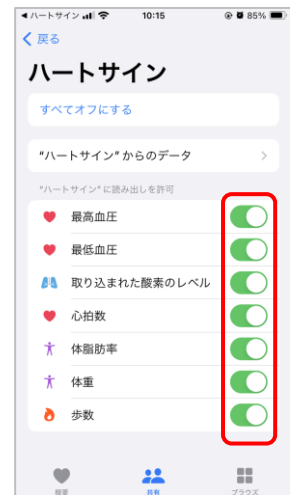 ハートサイン 10:15 85%
戻る
ハートサイン
すべてオフにする
"ハートサイン" からのデータ
"ハートサイン" に読み出しを許可
最高血圧
最低血圧
取り込まれた酸素のレベル
心拍数
体脂肪率
体重
歩数
概要 共有 ブラウズ